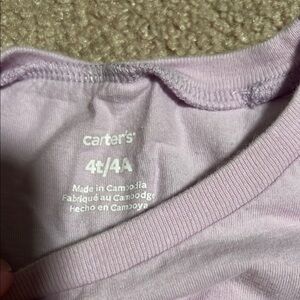 carter's
4t/4A
Made in Cambodia
Fabriqué au Cambodge
Hecho en Camboya